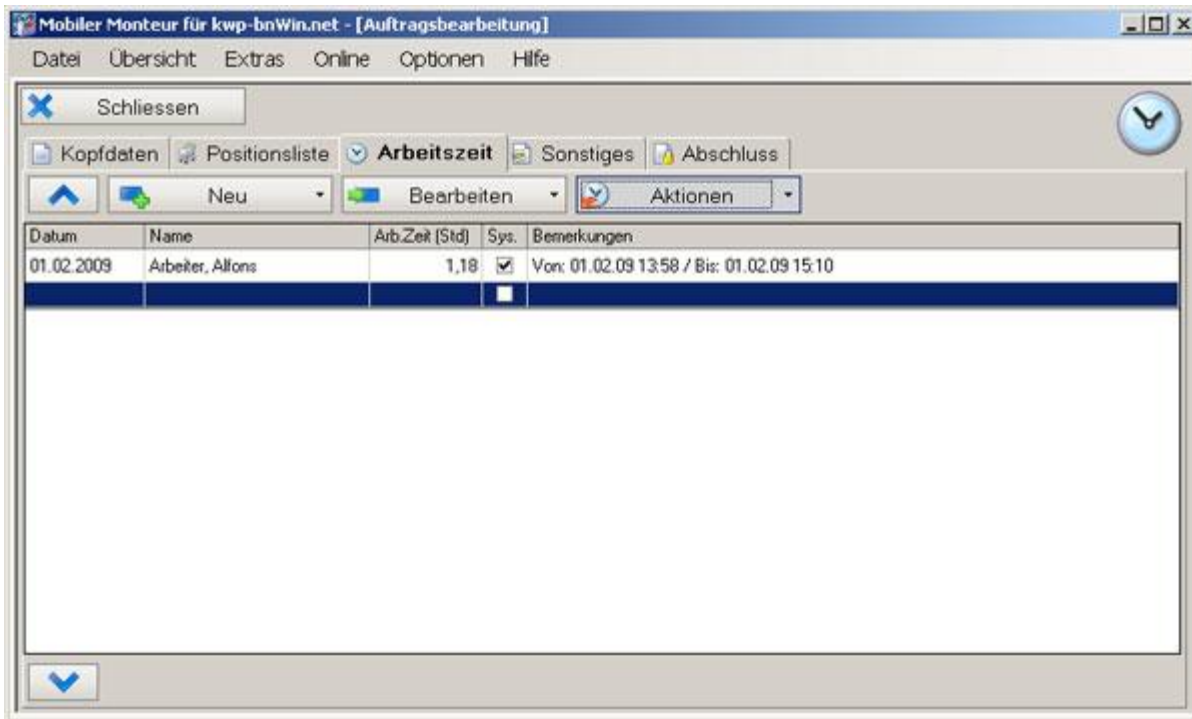 Mobiler Monteur für kwp-bnWin.net - [Auftragsbearbeitung]
Datei Übersicht Extras Online Optionen Hilfe
Schliessen
Kopfdaten Positionsliste Arbeitszeit Sonstiges Abschluss
Neu Bearbeiten Aktionen
Datum Name Arb.Zeit (Std) Sys. Bemerkungen
01.02.2009 Arbeiter, Alfons 1,18 Von: 01.02.09 13:58 / Bis: 01.02.09 15:10